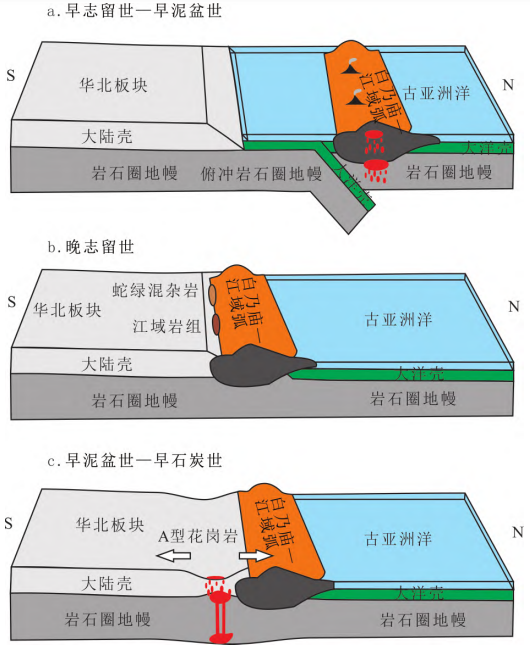 a.早志留世—早泥盆世
S
N
华北板块
白乃庙—
江域弧
古亚洲洋
大陆壳
大洋壳
岩石圈地幔
俯冲岩石圈地幔
大洋壳
岩石圈地幔
b.晚志留世
S
N
华北板块
蛇绿混杂岩
江域岩组
白乃庙—
江域弧
古亚洲洋
大陆壳
大洋壳
岩石圈地幔
岩石圈地幔
c.早泥盆世—早石炭世
S
N
华北板块
A型花岗岩
白乃庙—
江域弧
古亚洲洋
大陆壳
大洋壳
岩石圈地幔
岩石圈地幔